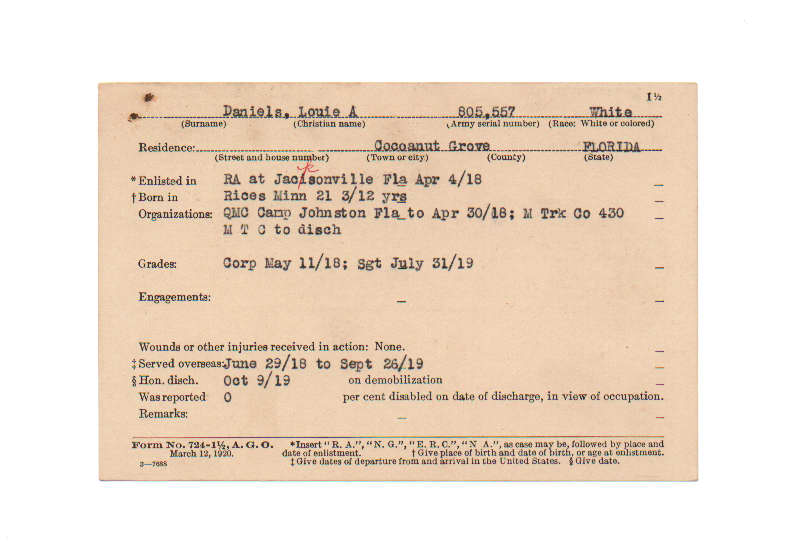 1½
Daniels, Louie A 805,557 White
(Surname) (Christian name) (Army serial number) (Race: White or colored)
Residence: Cocoanut Grove FLORIDA
(Street and house number) (Town or city) (County) (State)
k
* Enlisted in RA at Jacisonville Fla Apr 4/18
† Born in Rices Minn 21 3/12 yrs
Organizations: QMC Camp Johnston Fla to Apr 30/18; M Trk Co 430
M T C to disch
Grades: Corp May 11/18; Sgt July 31/19
Engagements: —
Wounds or other injuries received in action: None.
‡ Served overseas: June 29/18 to Sept 26/19
§ Hon. disch. Oct 9/19 on demobilization
Was reported 0 per cent disabled on date of discharge, in view of occupation.
Remarks: —
Form No. 724-1½, A. G. O. *Insert "R. A.", "N. G.", "E. R. C.", "N A.", as case may be, followed by place and
March 12, 1920. date of enlistment. † Give place of birth and date of birth, or age at enlistment.
3—7688 ‡ Give dates of departure from and arrival in the United States. § Give date.